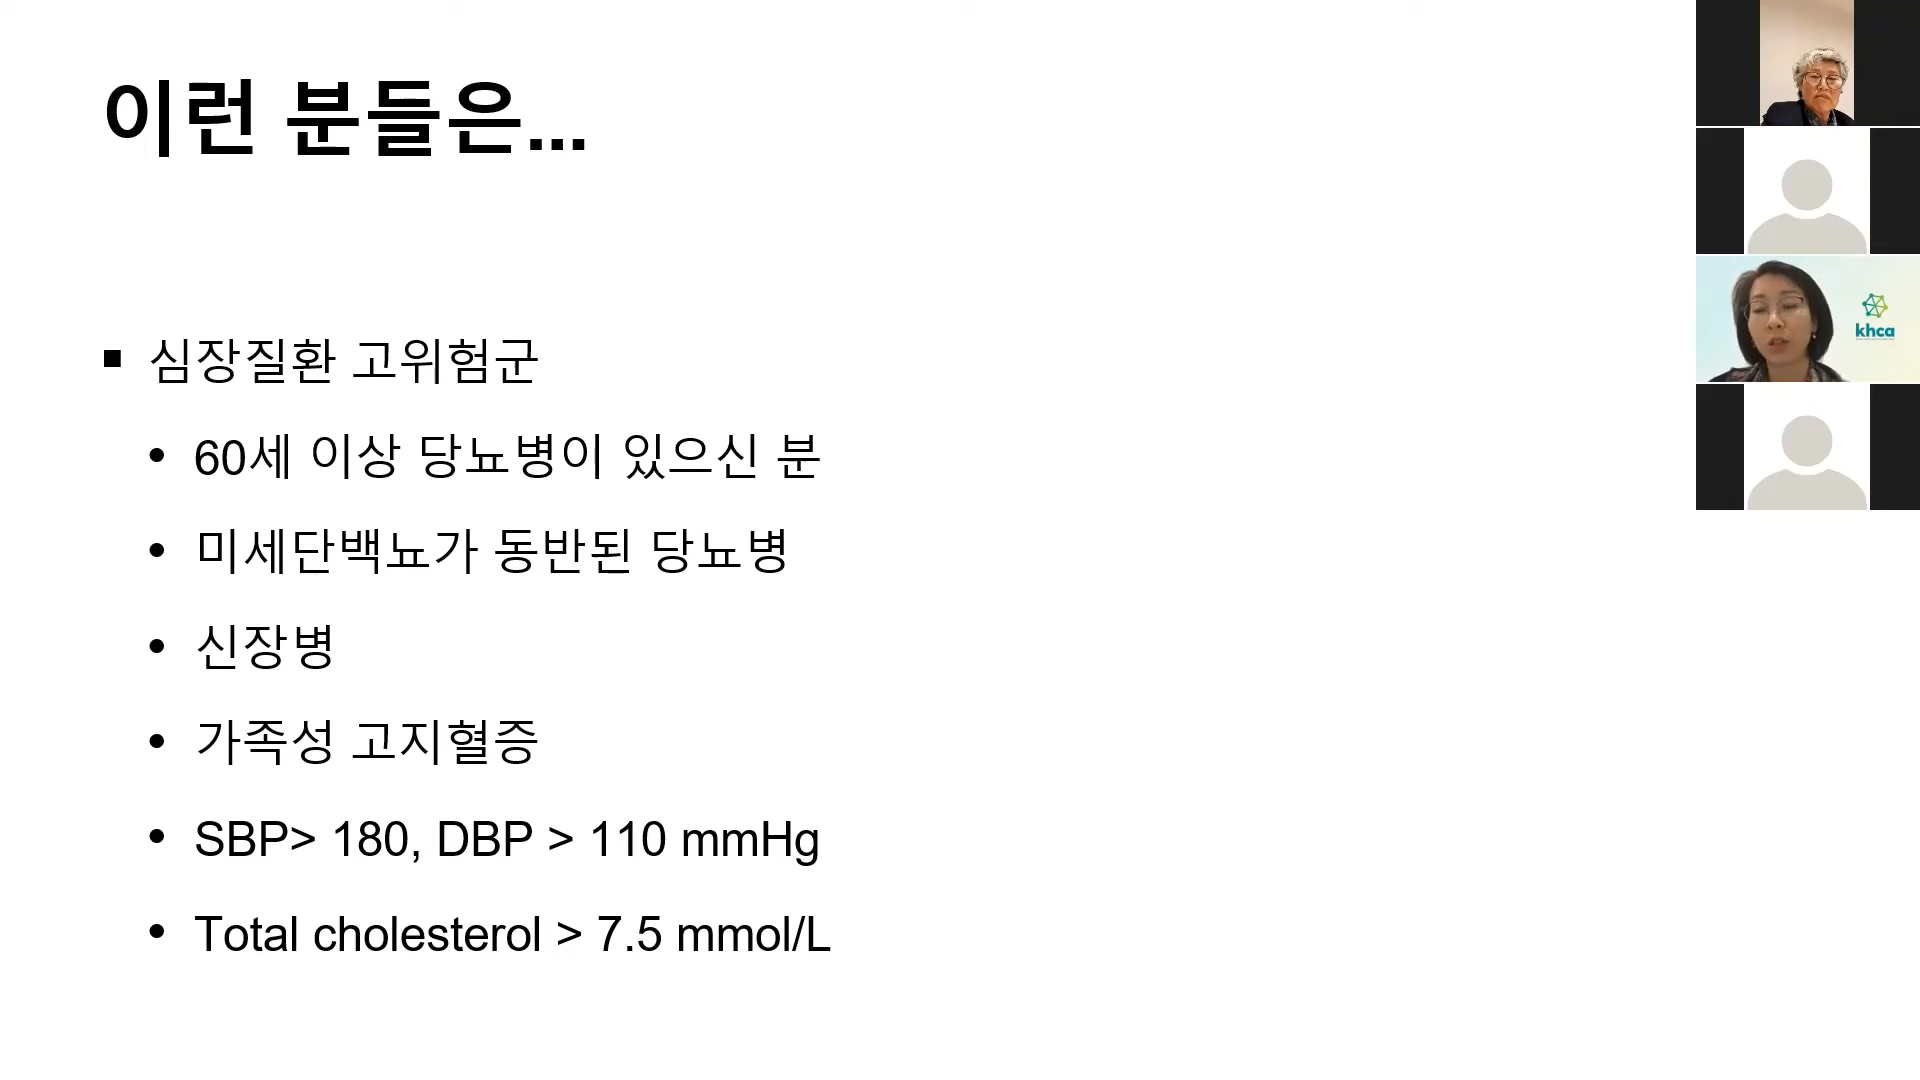 이런 분들은...
▪ 심장질환 고위험군
• 60세 이상 당뇨병이 있으신 분
• 미세단백뇨가 동반된 당뇨병
• 신장병
• 가족성 고지혈증
• SBP> 180, DBP > 110 mmHg
• Total cholesterol > 7.5 mmol/L
khca